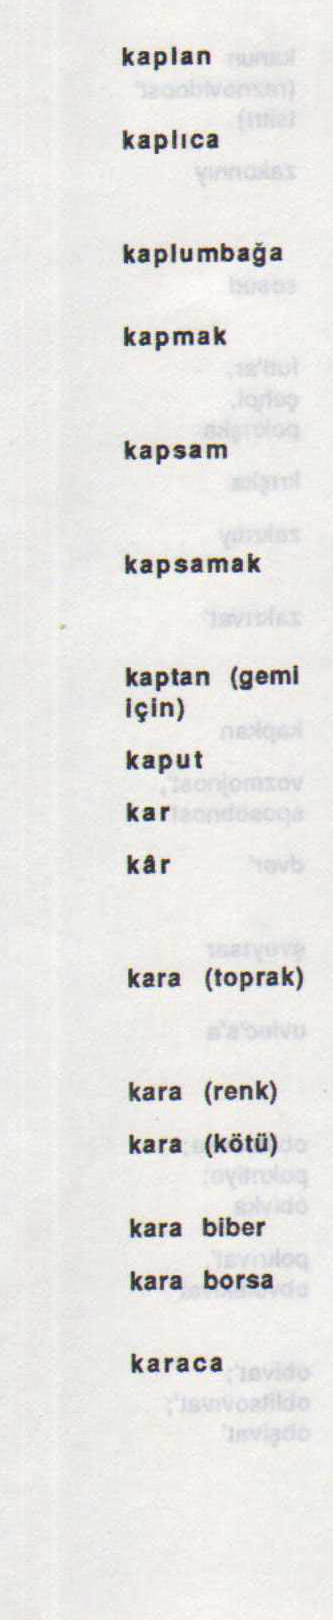 kaplan
kaplıca
kaplumbağa
kapmak
kapsam
kapsamak
kaptan (gemi
için)
kaput
kar
kâr
kara (toprak)
kara (renk)
kara (kötü)
kara biber
kara borsa
karaca